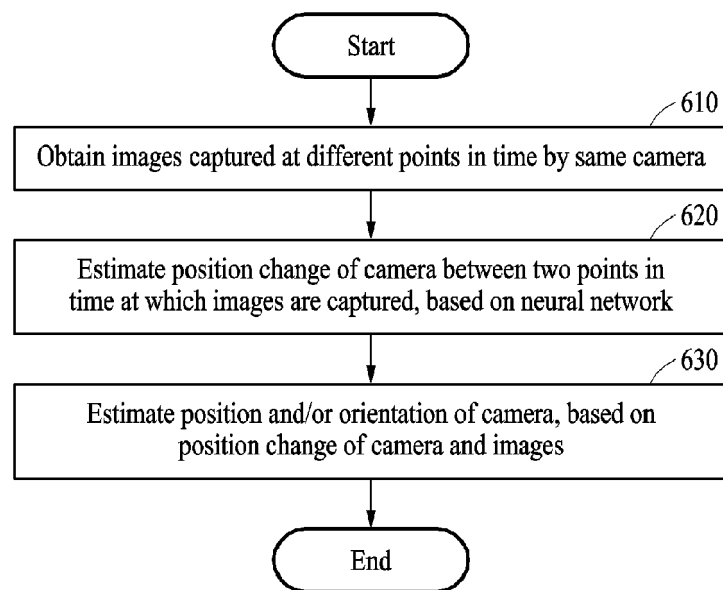 Start
610
Obtain images captured at different points in time by same camera
620
Estimate position change of camera between two points in
time at which images are captured, based on neural network
630
Estimate position and/or orientation of camera, based on
position change of camera and images
End